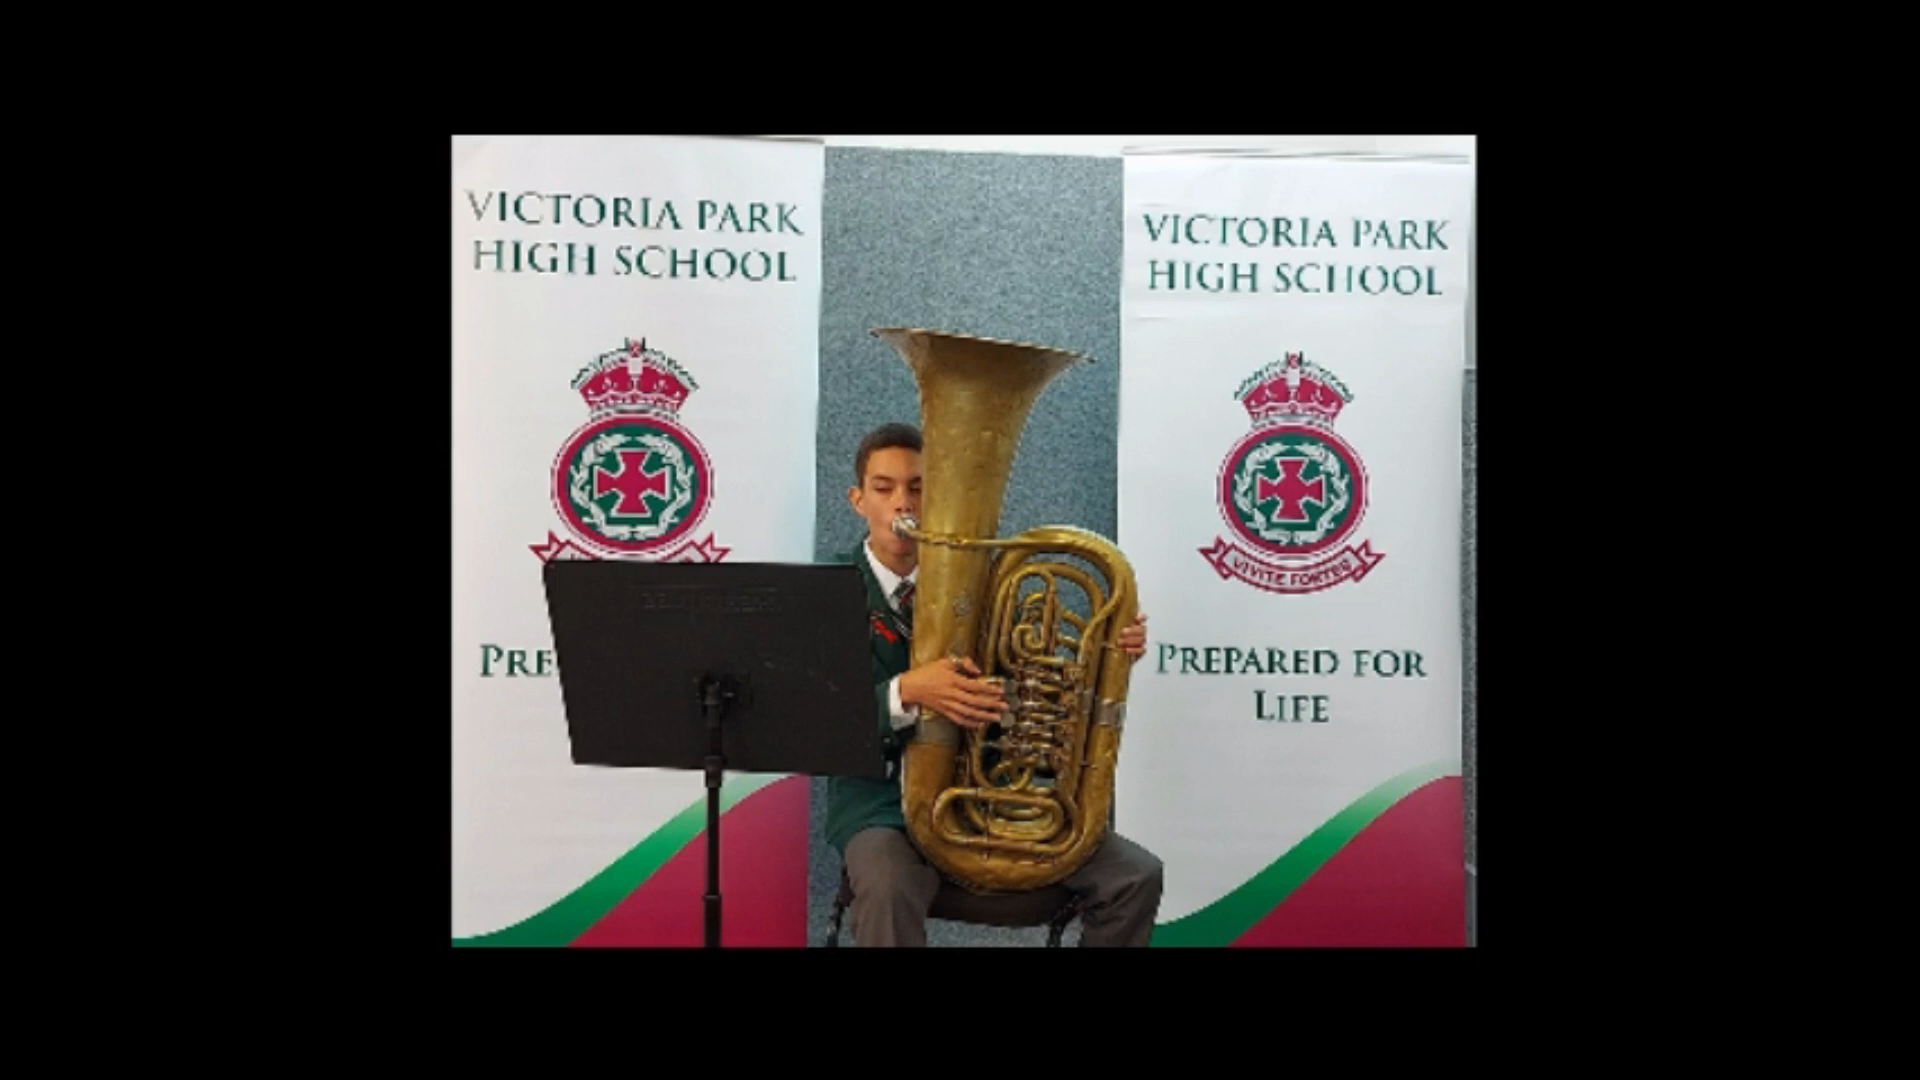 VICTORIA PARK
HIGH SCHOOL
PRE
VICTORIA PARK
HIGH SCHOOL
VIVITE FORTES
PREPARED FOR
LIFE